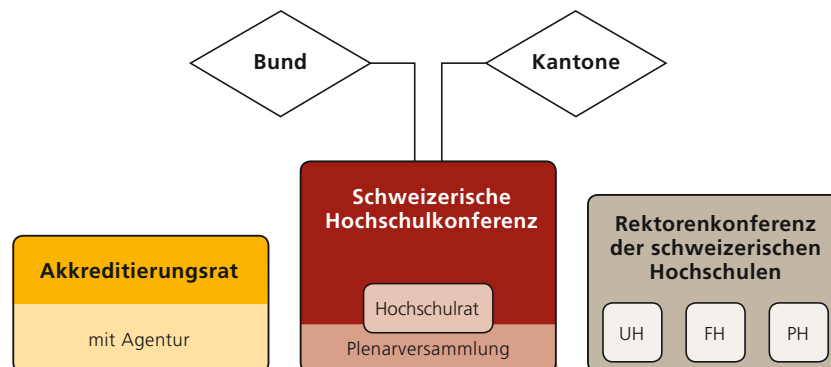 Bund
Kantone
Schweizerische
Hochschulkonferenz
Hochschulrat
Plenarversammlung
Akkreditierungsrat
mit Agentur
Rektorenkonferenz
der schweizerischen
Hochschulen
UH
FH
PH